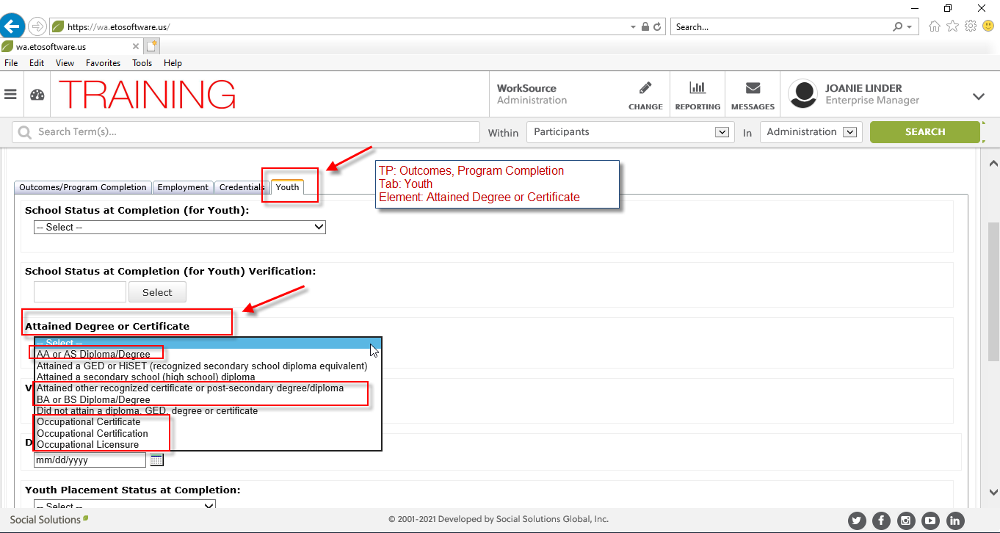 https://wa.etosoftware.us/
Search...
wa.etosoftware.us
File Edit View Favorites Tools Help
TRAINING
WorkSource
Administration
CHANGE
REPORTING
MESSAGES
JOANIE LINDER
Enterprise Manager
Search Term(s)...
Within
Participants
In
Administration
SEARCH
TP: Outcomes, Program Completion
Tab: Youth
Element: Attained Degree or Certificate
Outcomes/Program Completion
Employment
Credentials
Youth
School Status at Completion (for Youth):
-- Select --
School Status at Completion (for Youth) Verification:
Select
Attained Degree or Certificate
-- Select --
AA or AS Diploma/Degree
Attained a GED or HiSET (recognized secondary school diploma equivalent)
Attained a secondary school (high school) diploma
Attained other recognized certificate or post-secondary degree/diploma
BA or BS Diploma/Degree
Did not attain a diploma, GED, degree or certificate
Occupational Certificate
Occupational Certification
Occupational Licensure
mm/dd/yyyy
Youth Placement Status at Completion:
-- Select --
Social Solutions
© 2001-2021 Developed by Social Solutions Global, Inc.